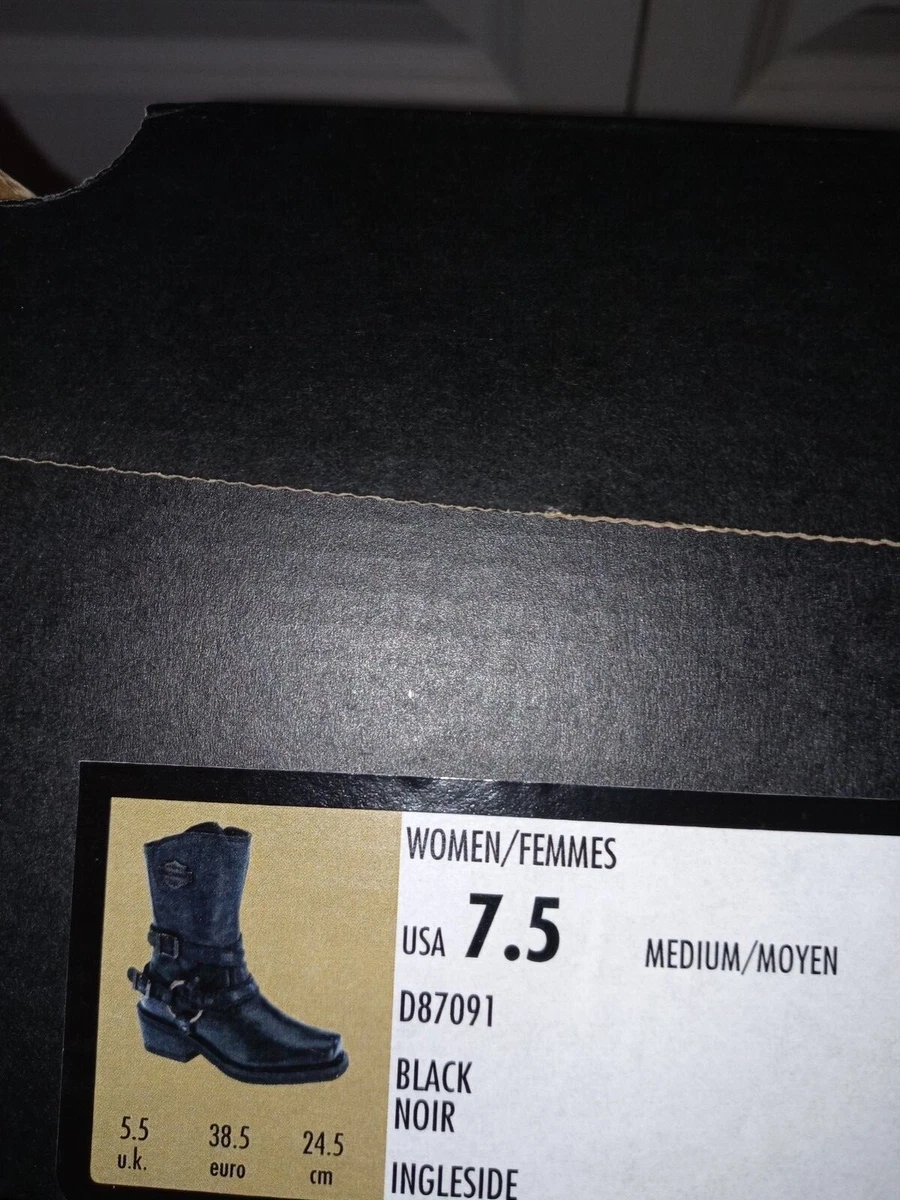 WOMEN/FEMMES
USA 7.5 MEDIUM/MOYEN
D87091
BLACK
NOIR
INGLESIDE
5.5 38.5 24.5
u.k. euro cm